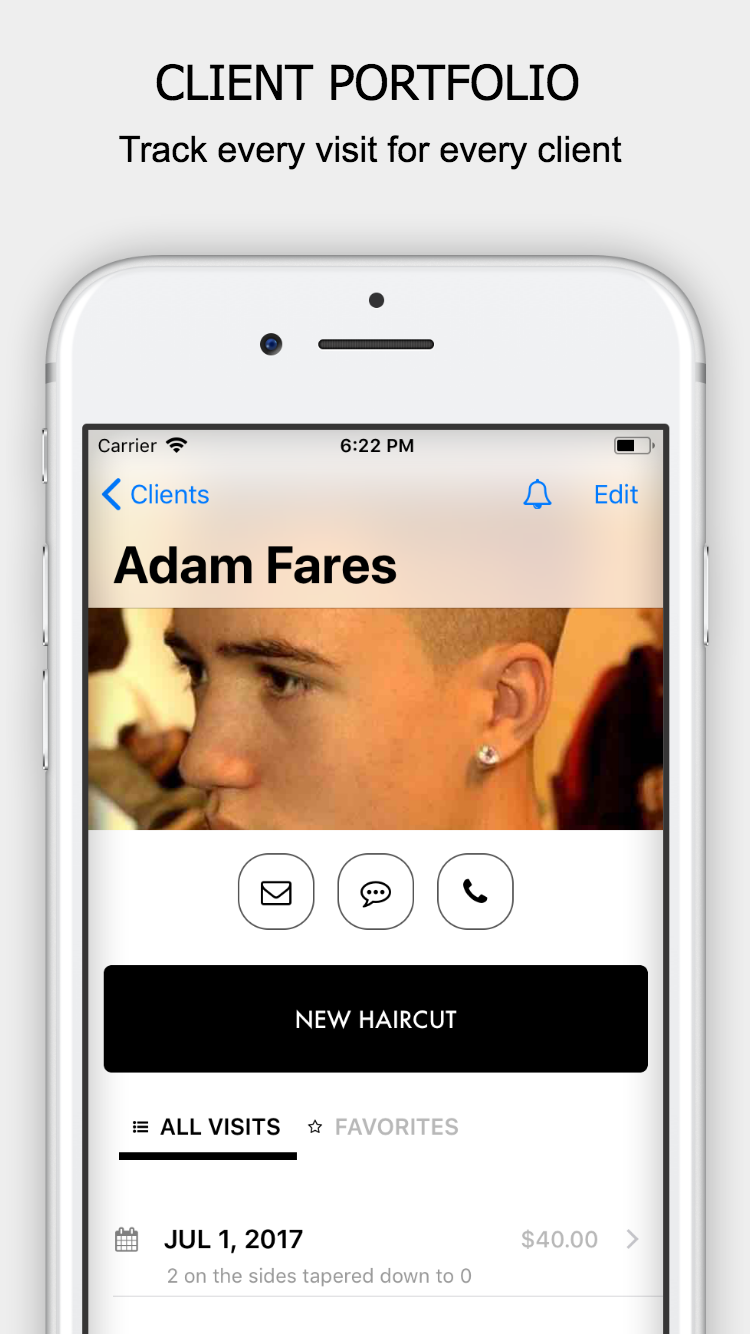 CLIENT PORTFOLIO
Track every visit for every client
Carrier 6:22 PM
Clients Edit
Adam Fares
NEW HAIRCUT
ALL VISITS FAVORITES
JUL 1, 2017 $40.00
2 on the sides tapered down to 0